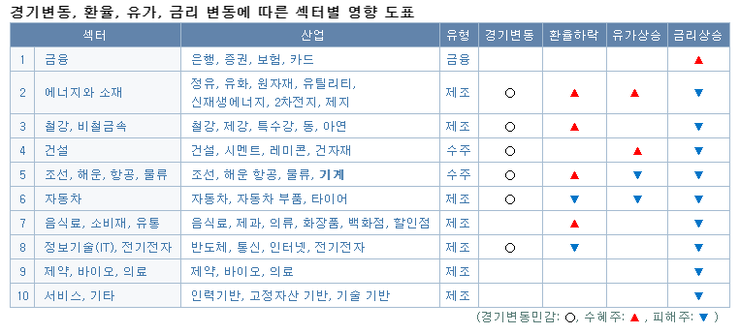 경기변동, 환율, 유가, 금리 변동에 따른 섹터별 영향 도표
섹터 산업 유형 경기변동 환율하락 유가상승 금리상승
1 금융 은행, 증권, 보험, 카드 금융 ▲
2 에너지와 소재 정유, 유화, 원자재, 유틸리티, 신재생에너지, 2차전지, 제지 제조 ○ ▲ ▲ ▼
3 철강, 비철금속 철강, 제강, 특수강, 동, 아연 제조 ○ ▲ ▼
4 건설 건설, 시멘트, 레미콘, 건자재 수주 ○ ▲ ▼
5 조선, 해운, 항공, 물류 조선, 해운 항공, 물류, 기계 수주 ○ ▲ ▼ ▼
6 자동차 자동차, 자동차 부품, 타이어 제조 ○ ▼ ▼ ▼
7 음식료, 소비재, 유통 음식료, 제과, 의류, 화장품, 백화점, 할인점 제조 ▲ ▼
8 정보기술(IT), 전기전자 반도체, 통신, 인터넷, 전기전자 제조 ○ ▼ ▼
9 제약, 바이오, 의료 제약, 바이오, 의료 제조 ▼
10 서비스, 기타 인력기반, 고정자산 기반, 기술 기반 제조 ▼
(경기변동민감: ○, 수혜주: ▲ , 피해주: ▼ )